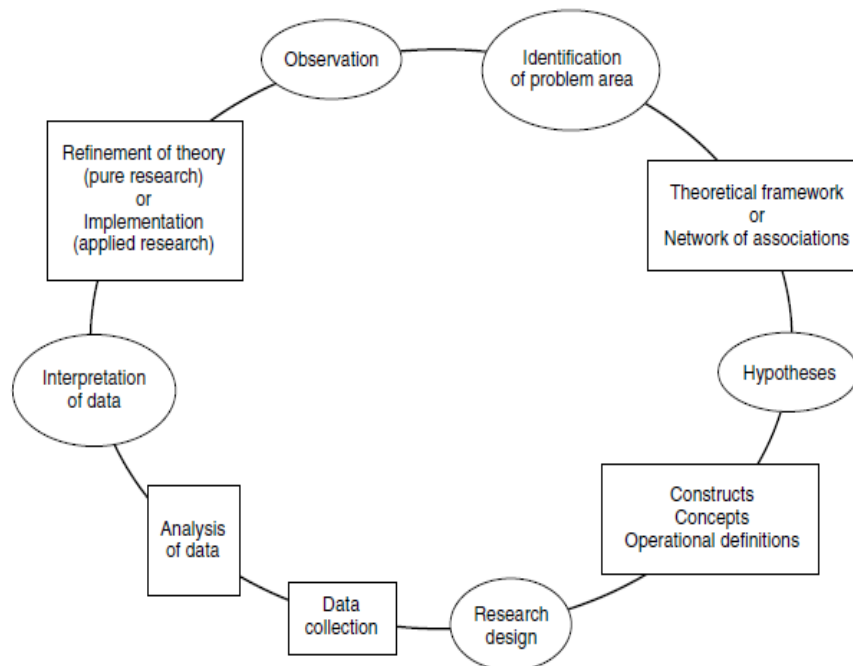 Observation
Identification
of problem area
Theoretical framework
or
Network of associations
Hypotheses
Constructs
Concepts
Operational definitions
Research
design
Data
collection
Analysis
of data
Interpretation
of data
Refinement of theory
(pure research)
or
Implementation
(applied research)